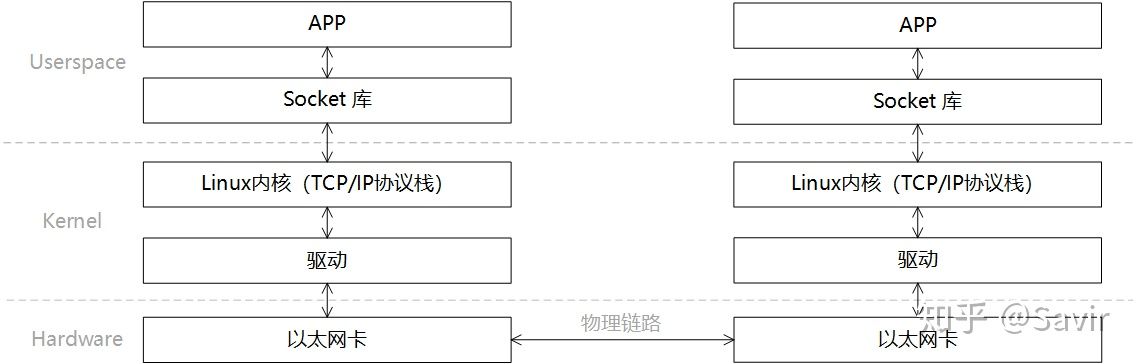 APP
APP
Userspace
Socket 库
Socket 库
Linux内核（TCP/IP协议栈）
Linux内核（TCP/IP协议栈）
Kernel
驱动
驱动
Hardware
以太网卡
物理链路
以太网卡
知乎 @Savir